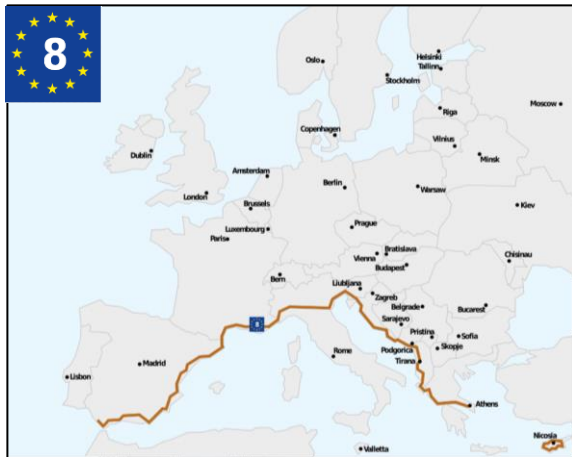 8
Oslo
Helsinki
Tallinn
Stockholm
Riga
Moscow
Copenhagen
Vilnius
Minsk
Dublin
Amsterdam
Berlin
Warsaw
London
Brussels
Kiev
Luxembourg
Prague
Paris
Vienna
Bratislava
Chisinau
Budapest
Bern
Ljubljana
Zagreb
Belgrade
Bucarest
8
Sarajevo
Pristina
Sofia
Podgorica
Skopje
Rome
Tirana
Madrid
Lisbon
Athens
Nicosia
Valletta